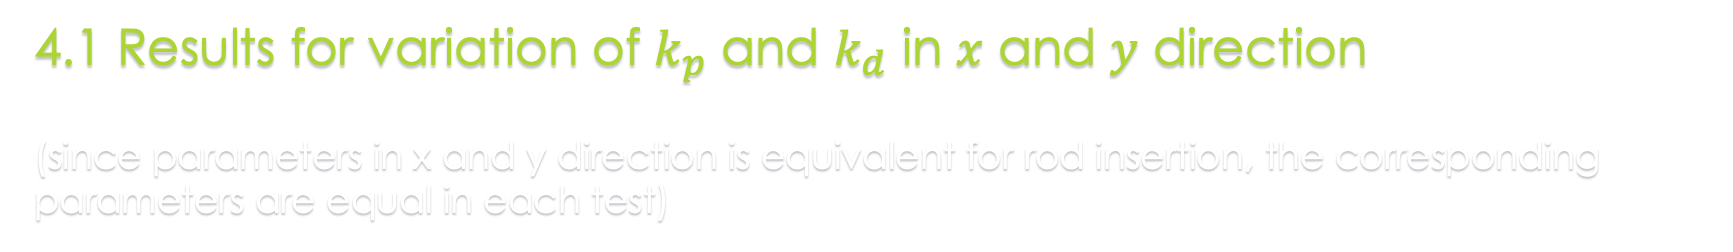 4.1 Results for variation of kₚ and k_d in x and y direction
(since parameters in x and y direction is equivalent for rod insertion, the corresponding
parameters are equal in each test)